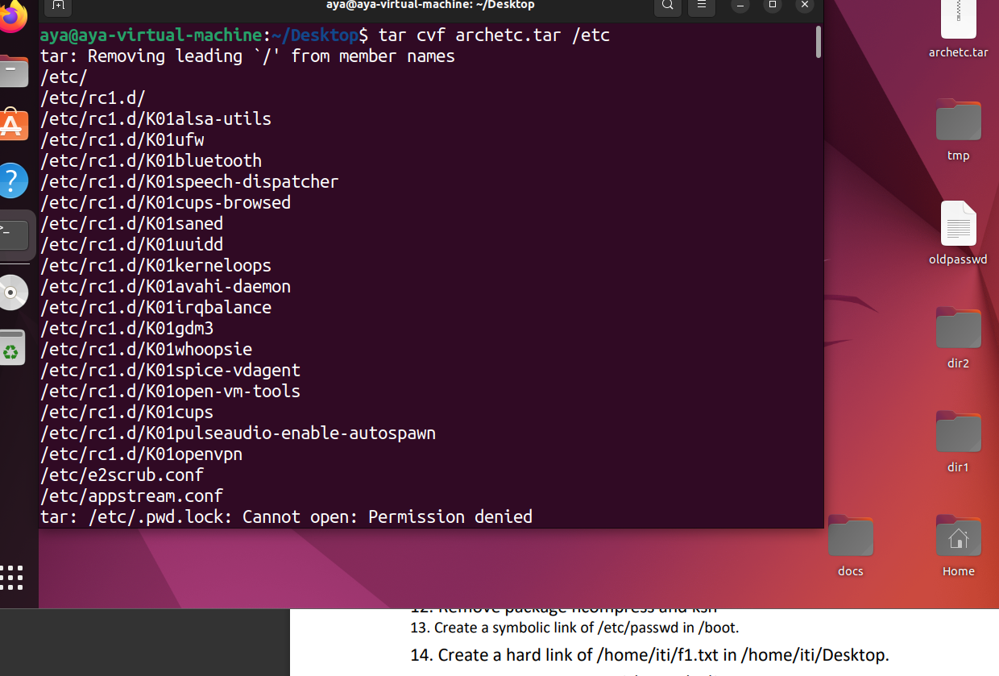 aya@aya-virtual-machine: ~/Desktop
aya@aya-virtual-machine:~/Desktop$ tar cvf archetc.tar /etc
tar: Removing leading `/' from member names
/etc/
/etc/rc1.d/
/etc/rc1.d/K01alsa-utils
/etc/rc1.d/K01ufw
/etc/rc1.d/K01bluetooth
/etc/rc1.d/K01speech-dispatcher
/etc/rc1.d/K01cups-browsed
/etc/rc1.d/K01saned
/etc/rc1.d/K01uuidd
/etc/rc1.d/K01kerneloops
/etc/rc1.d/K01avahi-daemon
/etc/rc1.d/K01irqbalance
/etc/rc1.d/K01gdm3
/etc/rc1.d/K01whoopsie
/etc/rc1.d/K01spice-vdagent
/etc/rc1.d/K01open-vm-tools
/etc/rc1.d/K01cups
/etc/rc1.d/K01pulseaudio-enable-autospawn
/etc/rc1.d/K01openvpn
/etc/e2scrub.conf
/etc/appstream.conf
tar: /etc/.pwd.lock: Cannot open: Permission denied
archetc.tar
tmp
oldpasswd
dir2
dir1
docs
Home
12. Remove package ncompress and ksh
13. Create a symbolic link of /etc/passwd in /boot.
14. Create a hard link of /home/iti/f1.txt in /home/iti/Desktop.